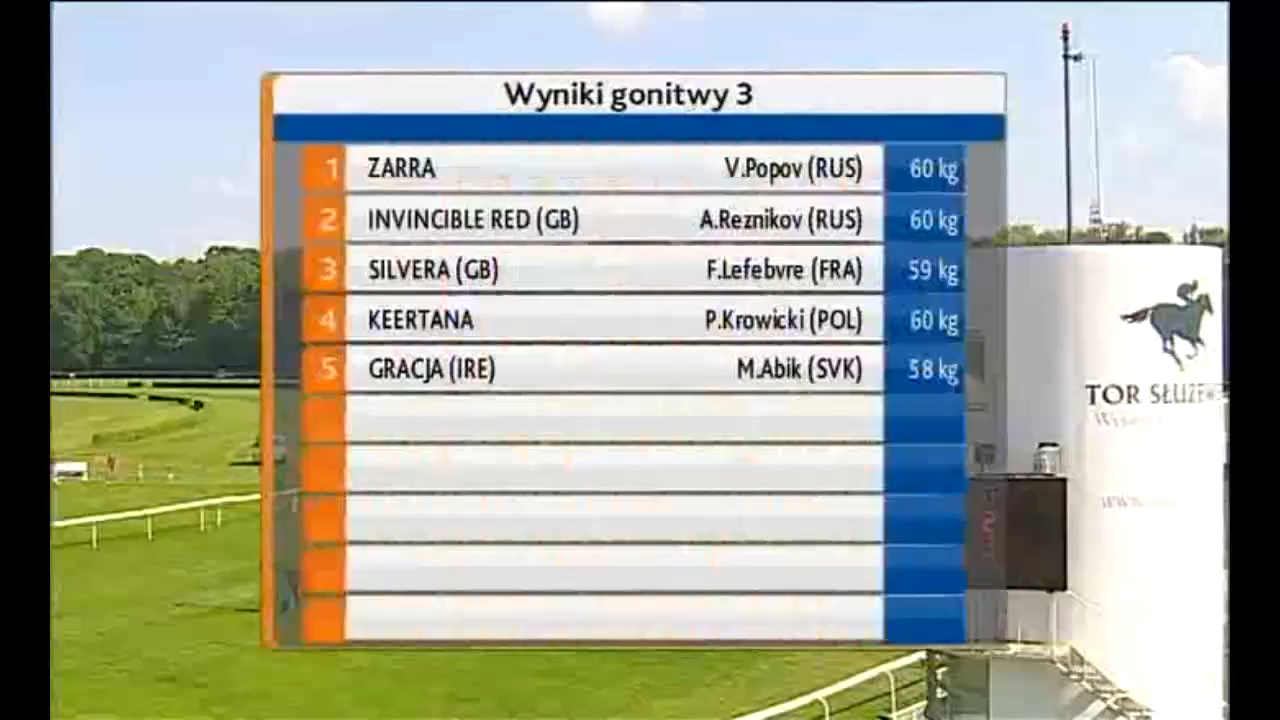 Wyniki gonitwy 3
1 ZARRA V.Popov (RUS) 60 kg
2 INVINCIBLE RED (GB) A.Reznikov (RUS) 60 kg
3 SILVERA (GB) F.Lefebvre (FRA) 59 kg
4 KEERTANA P.Krowicki (POL) 60 kg
5 GRACJA (IRE) M.Abik (SVK) 58 kg
TOR